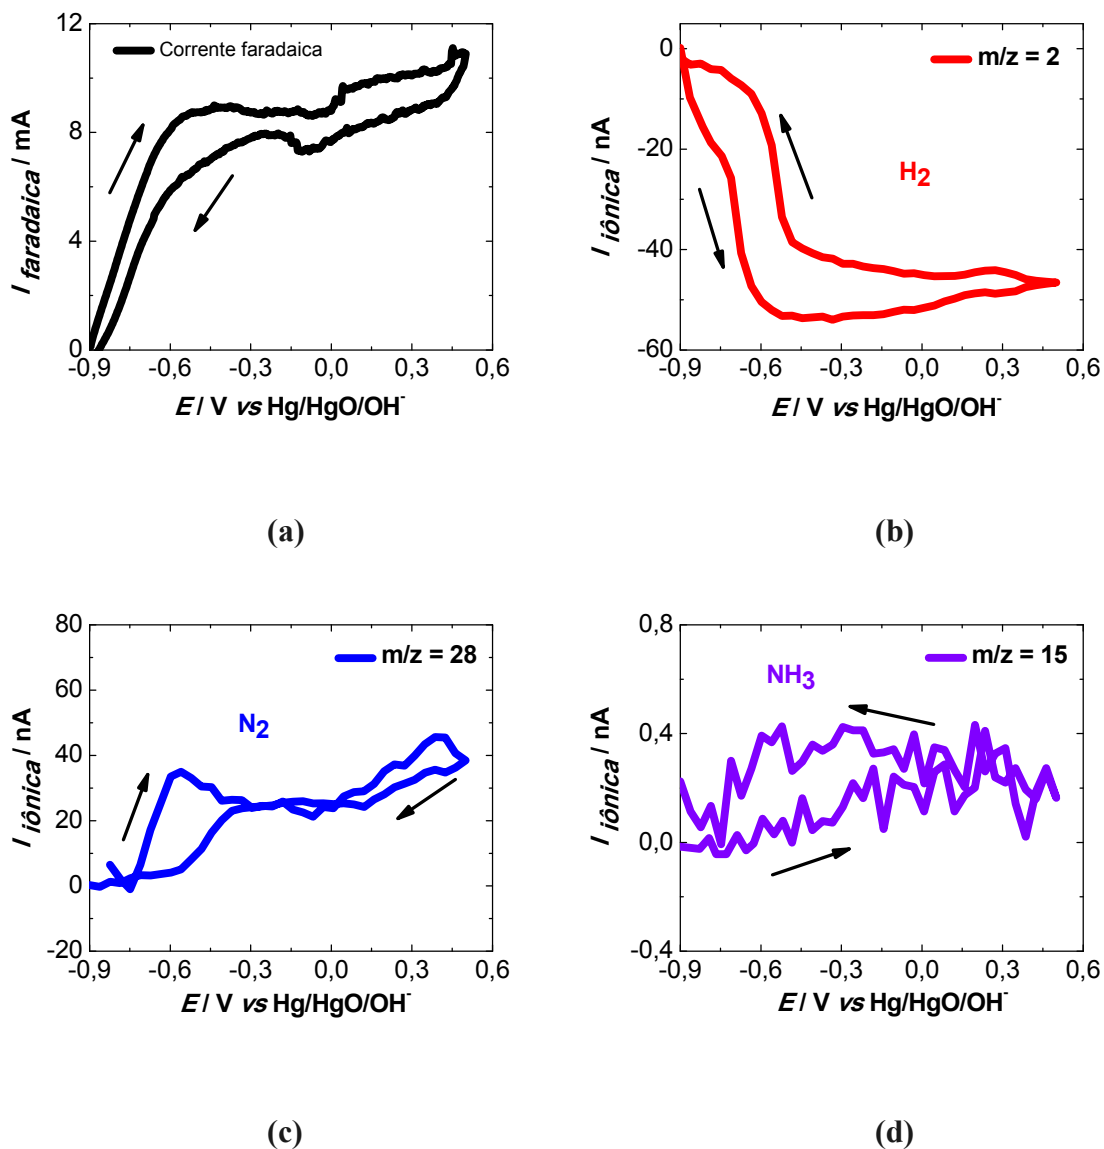 12
8
4
0
-0,9 -0,6 -0,3 0,0 0,3 0,6
I faradaica / mA
Corrente faradaica
E / V vs Hg/HgO/OH-
(a)
0
-20
-40
-60
-0,9 -0,6 -0,3 0,0 0,3 0,6
I iônica / nA
m/z = 2
H2
E / V vs Hg/HgO/OH-
(b)
80
60
40
20
0
-20
-0,9 -0,6 -0,3 0,0 0,3 0,6
I iônica / nA
m/z = 28
N2
E / V vs Hg/HgO/OH-
(c)
0,8
0,4
0,0
-0,4
-0,9 -0,6 -0,3 0,0 0,3 0,6
I iônica / nA
m/z = 15
NH3
E / V vs Hg/HgO/OH-
(d)